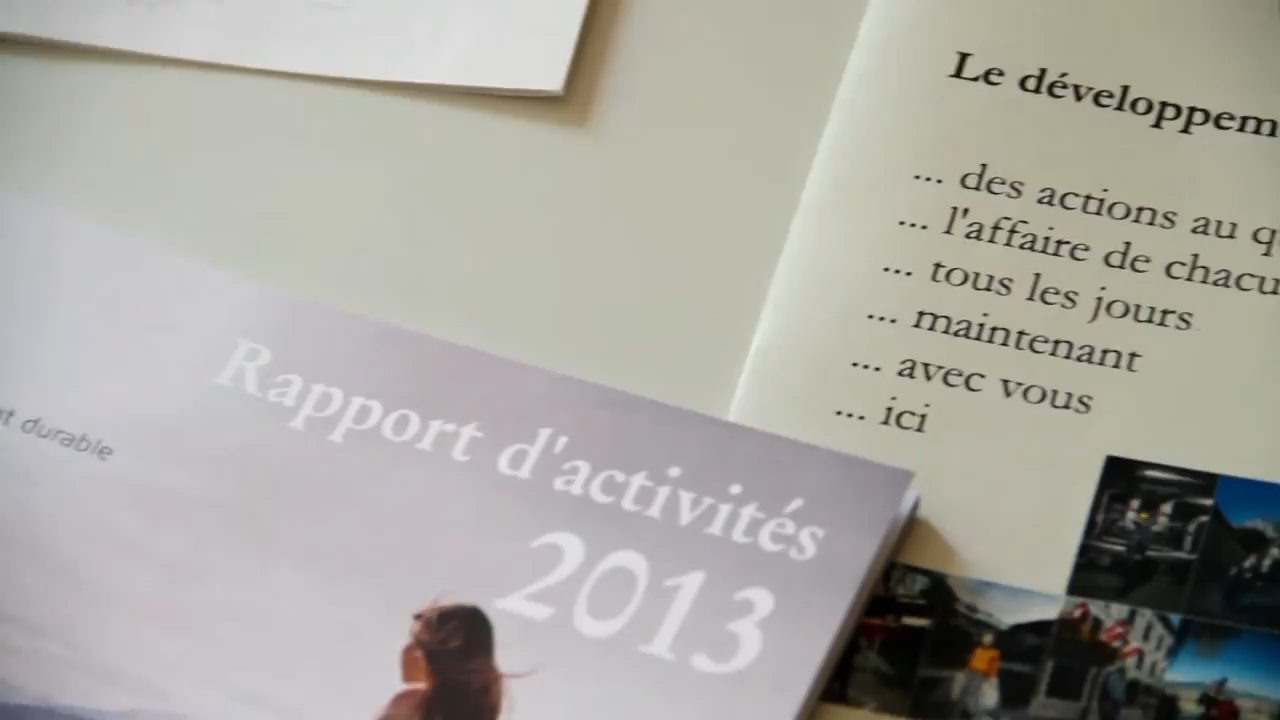 Le développem
... des actions au q
... l'affaire de chacu
... tous les jours
... maintenant
... avec vous
... ici
t durable
Rapport d'activités
2013